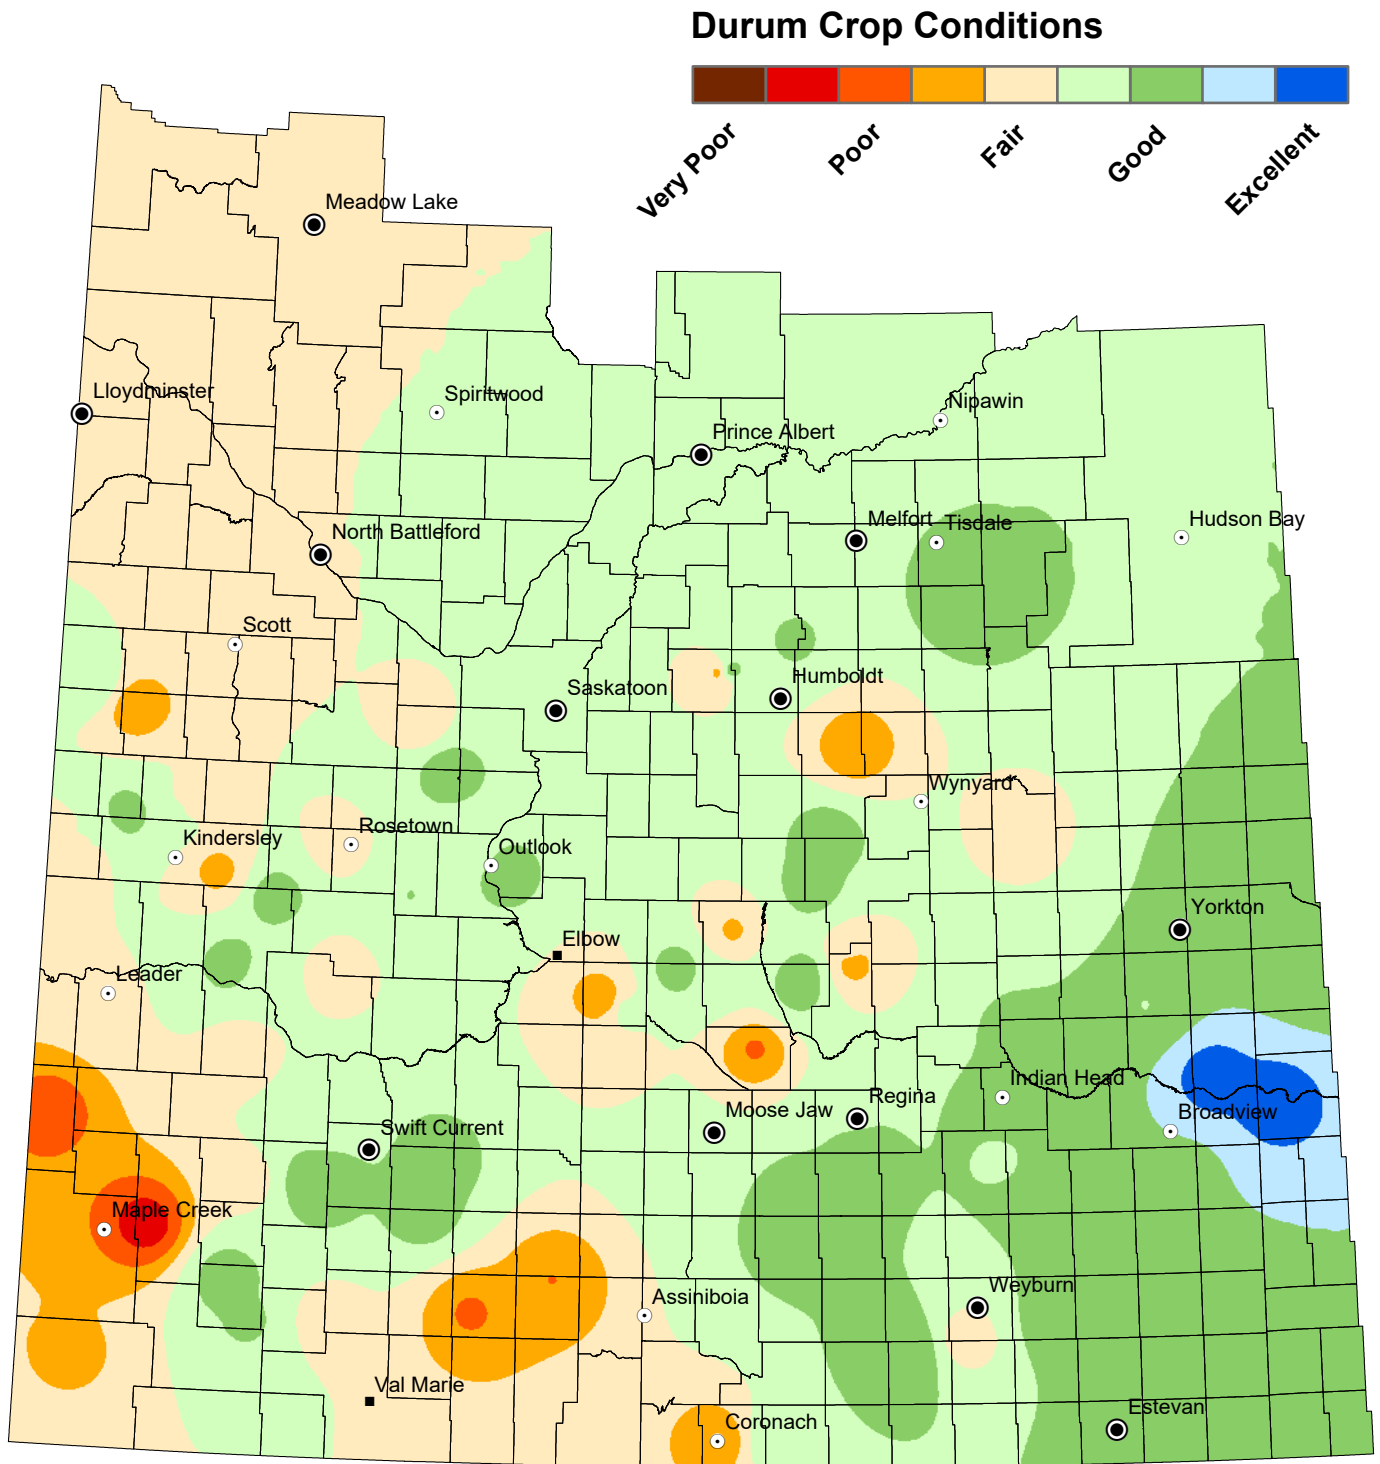 Durum Crop Conditions
Very Poor
Poor
Fair
Good
Excellent
Meadow Lake
Lloydminster
Spiritwood
Nipawin
Prince Albert
North Battleford
Melfort
Tisdale
Hudson Bay
Scott
Saskatoon
Humboldt
Wynyard
Kindersley
Rosetown
Outlook
Yorkton
Elbow
Leader
Indian Head
Regina
Moose Jaw
Broadview
Swift Current
Maple Creek
Weyburn
Assiniboia
Val Marie
Coronach
Estevan